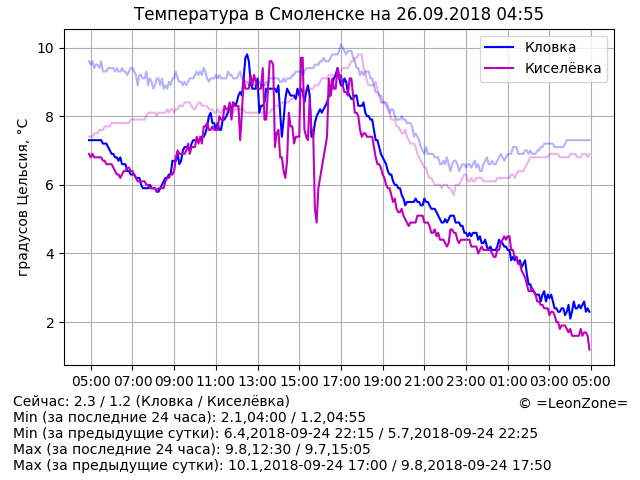 Температура в Смоленске на 26.09.2018 04:55
Кловка
Киселёвка
градусов Цельсия, °C
10
8
6
4
2
05:00 07:00 09:00 11:00 13:00 15:00 17:00 19:00 21:00 23:00 01:00 03:00 05:00
Сейчас: 2.3 / 1.2 (Кловка / Киселёвка)
© =LeonZone=
Min (за последние 24 часа): 2.1,04:00 / 1.2,04:55
Min (за предыдущие сутки): 6.4,2018-09-24 22:15 / 5.7,2018-09-24 22:25
Max (за последние 24 часа): 9.8,12:30 / 9.7,15:05
Max (за предыдущие сутки): 10.1,2018-09-24 17:00 / 9.8,2018-09-24 17:50